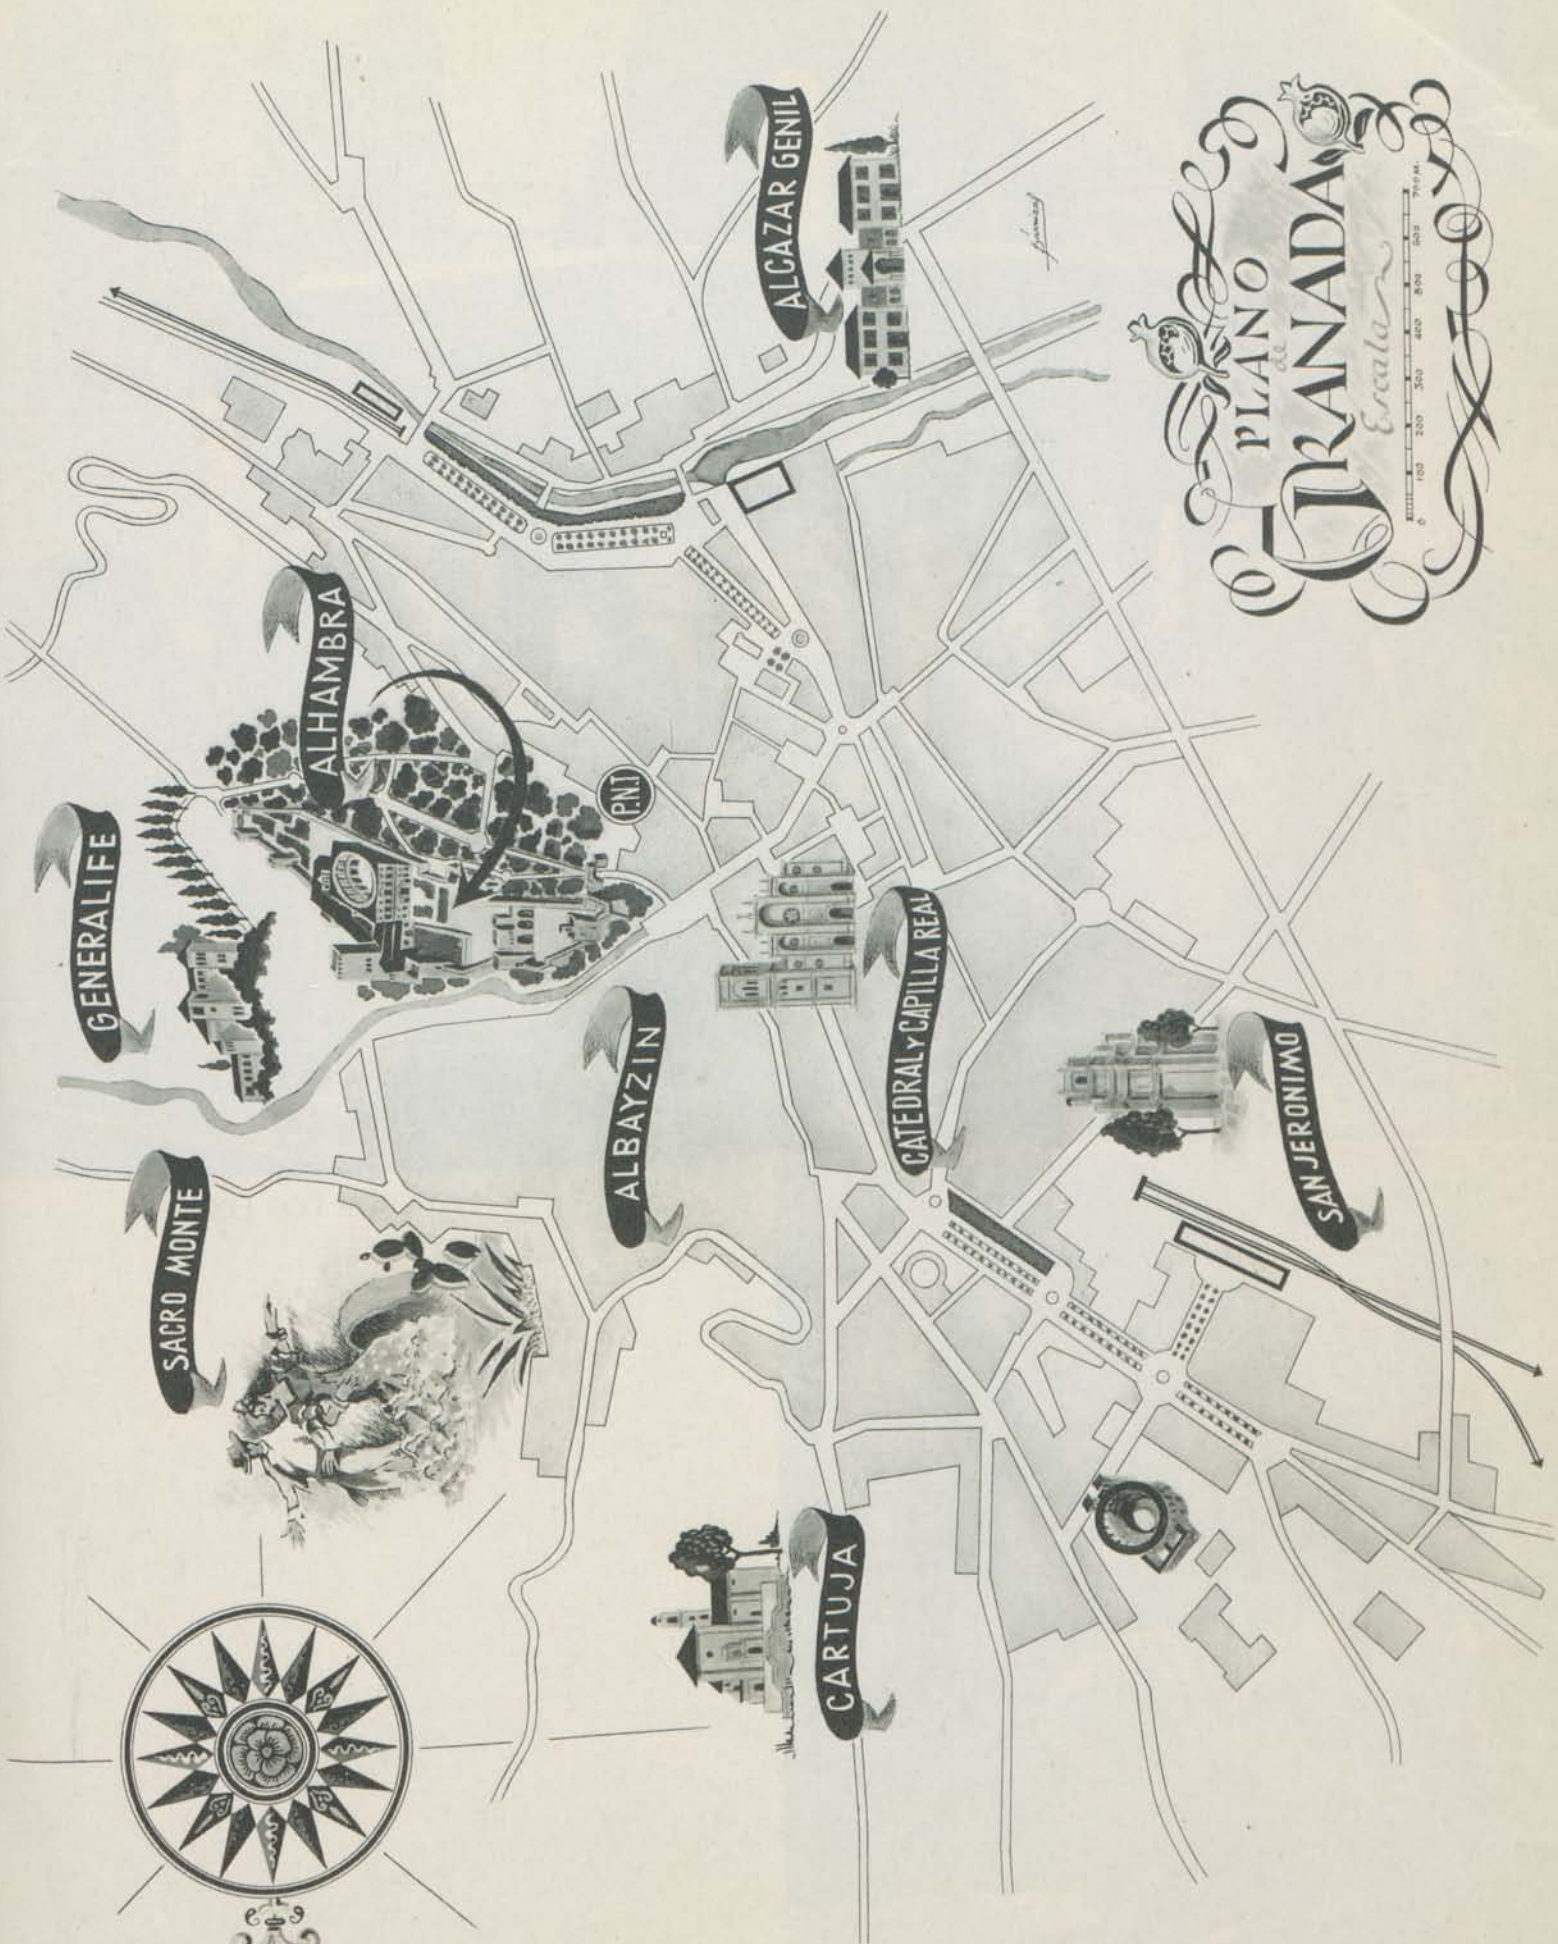 PLANO
de
GRANADA
Escala
0 100 200 300 400 500 600 700 M.
ALCAZAR GENIL
ALHAMBRA
P.N.T
GENERALIFE
ALBAYZIN
CATEDRAL Y CAPILLA REAL
SAN JERONIMO
SACRO MONTE
CARTUJA